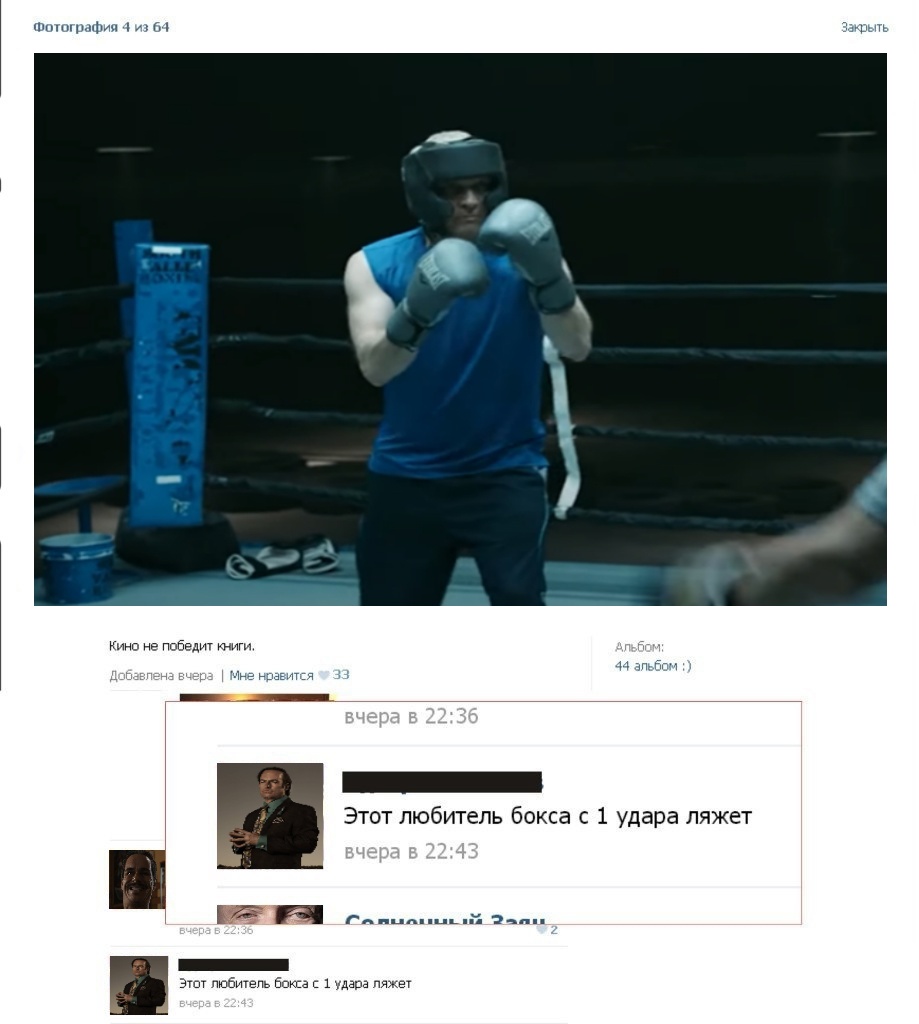 Фотография 4 из 64
Закрыть
Кино не победит книги.
Добавлена вчера | Мне нравится 33
Альбом:
44 альбом :)
вчера в 22:36
Этот любитель бокса с 1 удара ляжет
вчера в 22:43
Солнечный Заяц
вчера в 22:36
2
Этот любитель бокса с 1 удара ляжет
вчера в 22:43